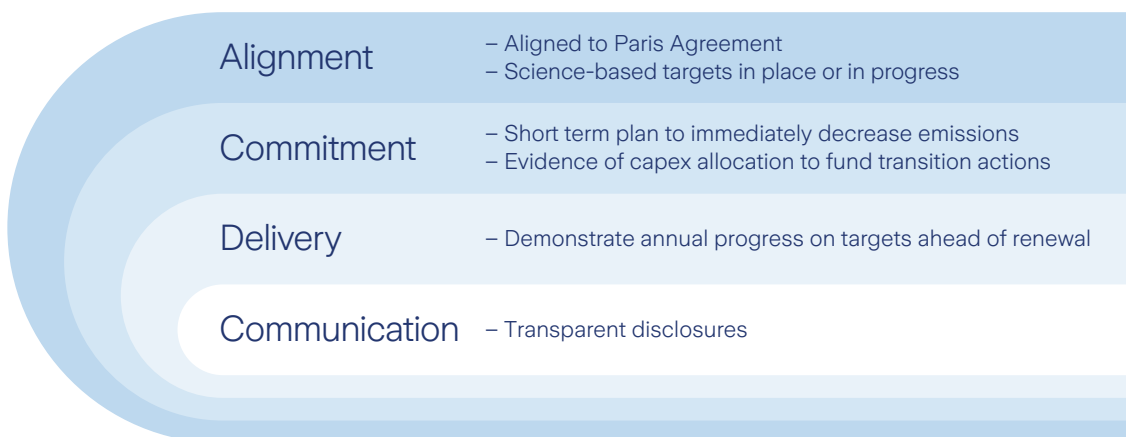 Alignment
– Aligned to Paris Agreement
– Science-based targets in place or in progress
Commitment
– Short term plan to immediately decrease emissions
– Evidence of capex allocation to fund transition actions
Delivery
– Demonstrate annual progress on targets ahead of renewal
Communication
– Transparent disclosures